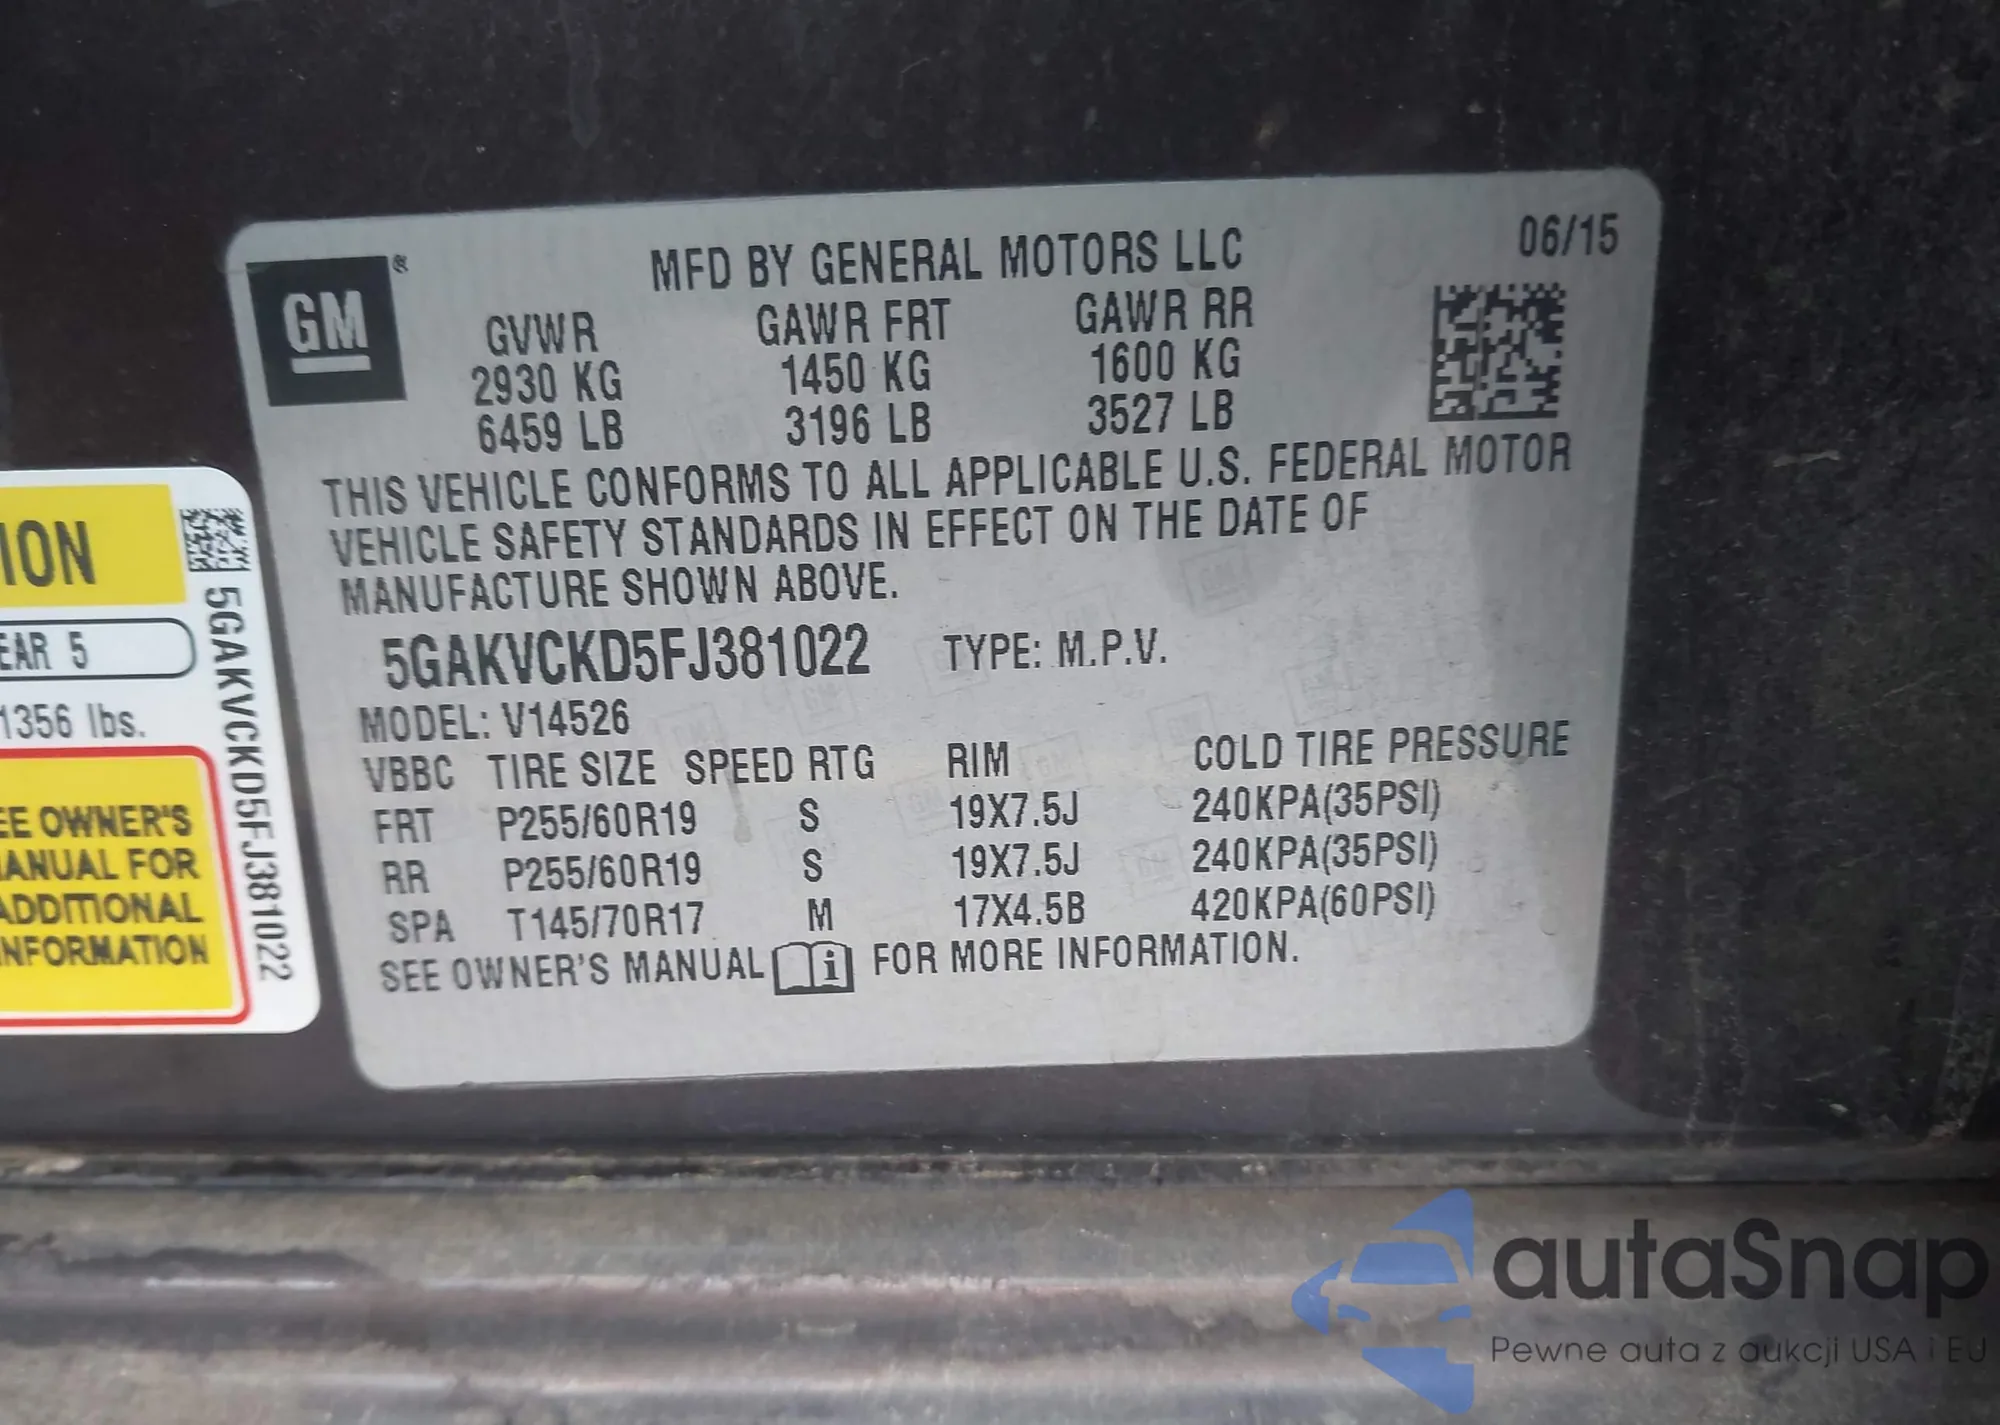 MFD BY GENERAL MOTORS LLC 06/15
GM ®
GVWR GAWR FRT GAWR RR
2930 KG 1450 KG 1600 KG
6459 LB 3196 LB 3527 LB
THIS VEHICLE CONFORMS TO ALL APPLICABLE U.S. FEDERAL MOTOR
VEHICLE SAFETY STANDARDS IN EFFECT ON THE DATE OF
MANUFACTURE SHOWN ABOVE.
5GAKVCKD5FJ381022 TYPE: M.P.V.
MODEL: V14526
VBBC TIRE SIZE SPEED RTG RIM COLD TIRE PRESSURE
FRT P255/60R19 S 19X7.5J 240KPA(35PSI)
RR P255/60R19 S 19X7.5J 240KPA(35PSI)
SPA T145/70R17 M 17X4.5B 420KPA(60PSI)
SEE OWNER'S MANUAL i FOR MORE INFORMATION.
ION
EAR 5
1356 lbs.
EE OWNER'S
ANUAL FOR
ADDITIONAL
INFORMATION
5GAKVCKD5FJ381022
autaSnap
Pewne auta z aukcji USA i EU